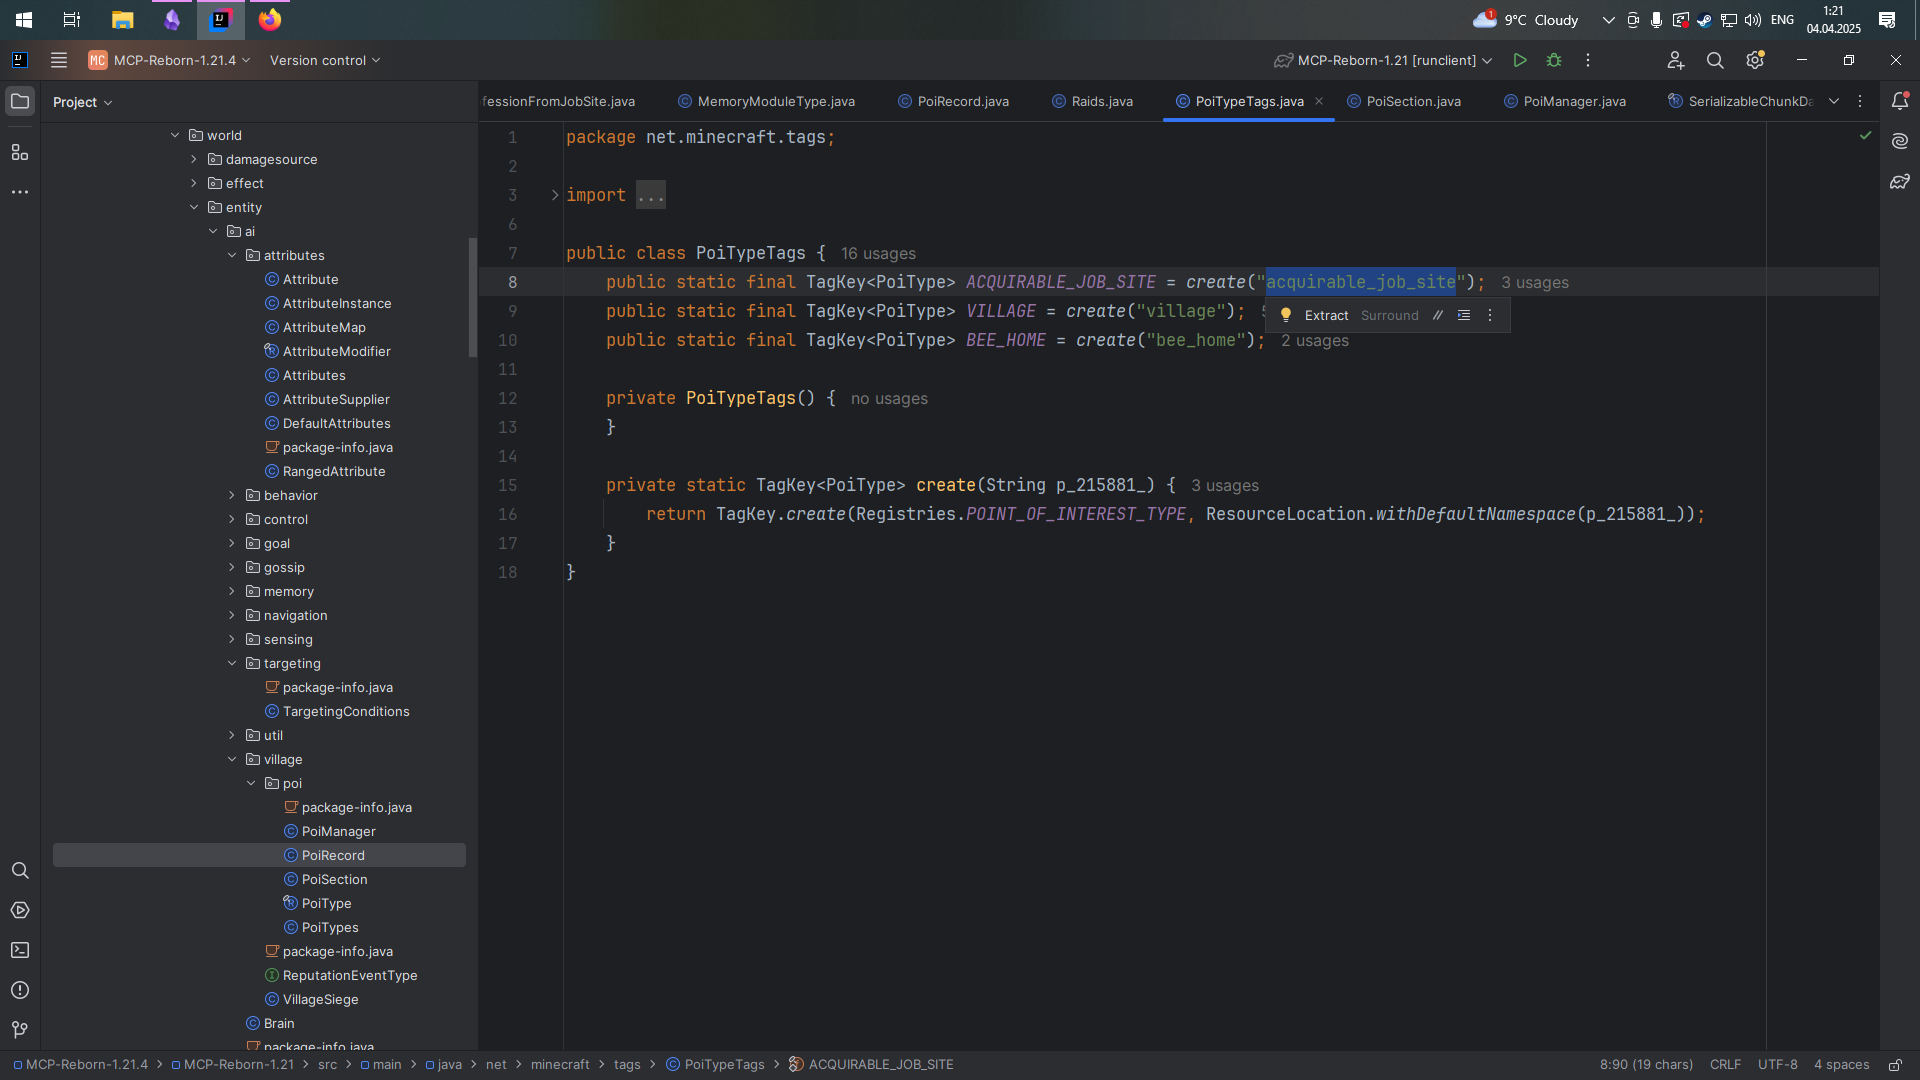 1
9°C Cloudy
ENG
1:21
04.04.2025
MC MCP-Reborn-1.21.4
Version control
MCP-Reborn-1.21 [runclient]
Project
fessionFromJobSite.java
MemoryModuleType.java
PoiRecord.java
Raids.java
PoiTypeTags.java
PoiSection.java
PoiManager.java
SerializableChunkDa
world
damagesource
effect
entity
ai
attributes
Attribute
AttributeInstance
AttributeMap
AttributeModifier
Attributes
AttributeSupplier
DefaultAttributes
package-info.java
RangedAttribute
behavior
control
goal
gossip
memory
navigation
sensing
targeting
package-info.java
TargetingConditions
util
village
poi
package-info.java
PoiManager
PoiRecord
PoiSection
PoiType
PoiTypes
package-info.java
ReputationEventType
VillageSiege
Brain
package-info.java
1 package net.minecraft.tags;
2
3 import ...
6
7 public class PoiTypeTags { 16 usages
8 public static final TagKey<PoiType> ACQUIRABLE_JOB_SITE = create("acquirable_job_site"); 3 usages
9 public static final TagKey<PoiType> VILLAGE = create("village");
Extract Surround //
10 public static final TagKey<PoiType> BEE_HOME = create("bee_home"); 2 usages
11
12 private PoiTypeTags() { no usages
13 }
14
15 private static TagKey<PoiType> create(String p_215881_) { 3 usages
16 return TagKey.create(Registries.POINT_OF_INTEREST_TYPE, ResourceLocation.withDefaultNamespace(p_215881_));
17 }
18 }
MCP-Reborn-1.21.4 > MCP-Reborn-1.21 > src > main > java > net > minecraft > tags > PoiTypeTags > ACQUIRABLE_JOB_SITE
8:90 (19 chars) CRLF UTF-8 4 spaces